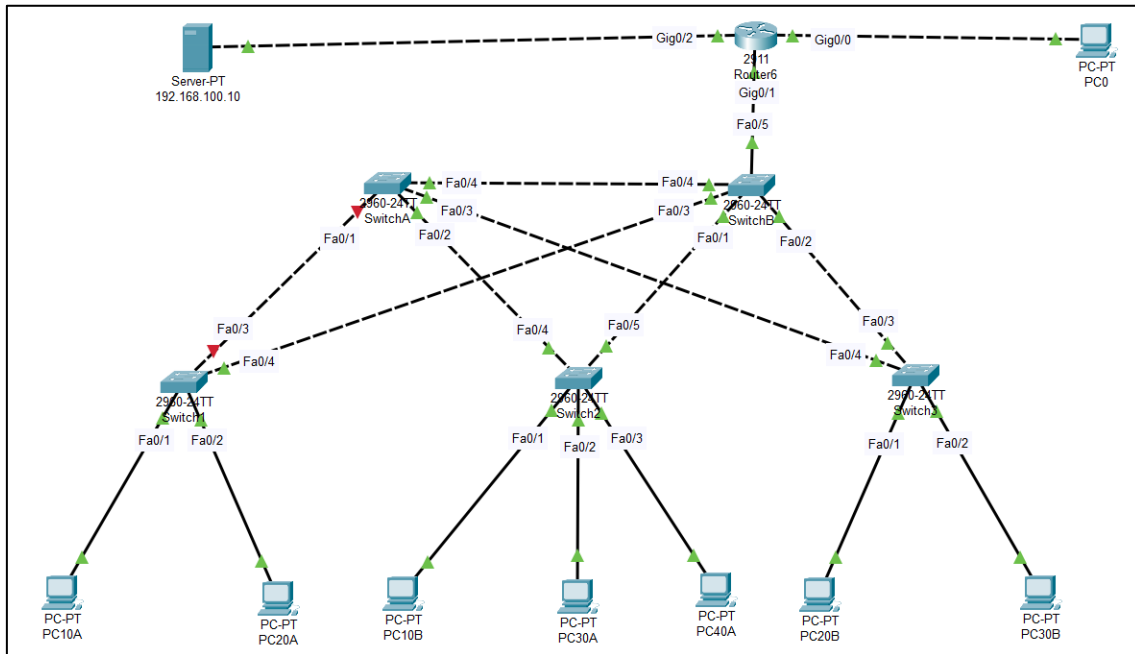 Gig0/2
Gig0/0
Server-PT
192.168.100.10
2911
Router6
Gig0/1
PC-PT
PC0
Fa0/5
Fa0/4
Fa0/4
2960-24TT
SwitchA
Fa0/3
Fa0/3
2960-24TT
SwitchB
Fa0/1
Fa0/2
Fa0/1
Fa0/2
Fa0/3
Fa0/4
Fa0/4
Fa0/5
Fa0/3
Fa0/4
2960-24TT
Switch1
2960-24TT
Switch2
2960-24TT
Switch3
Fa0/1
Fa0/2
Fa0/1
Fa0/2
Fa0/3
Fa0/1
Fa0/2
PC-PT
PC10A
PC-PT
PC20A
PC-PT
PC10B
PC-PT
PC30A
PC-PT
PC40A
PC-PT
PC20B
PC-PT
PC30B